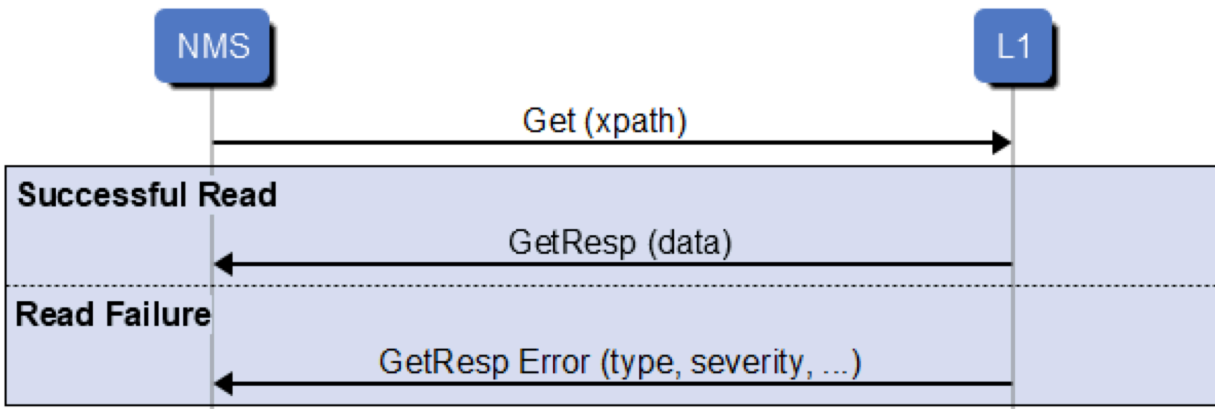 NMS
L1
Get (xpath)
Successful Read
GetResp (data)
Read Failure
GetResp Error (type, severity, ...)